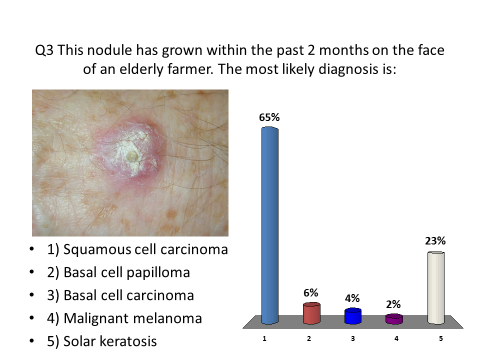 Q3 This nodule has grown within the past 2 months on the face
of an elderly farmer. The most likely diagnosis is:
65%
6%
4%
2%
23%
1
2
3
4
5
• 1) Squamous cell carcinoma
• 2) Basal cell papilloma
• 3) Basal cell carcinoma
• 4) Malignant melanoma
• 5) Solar keratosis